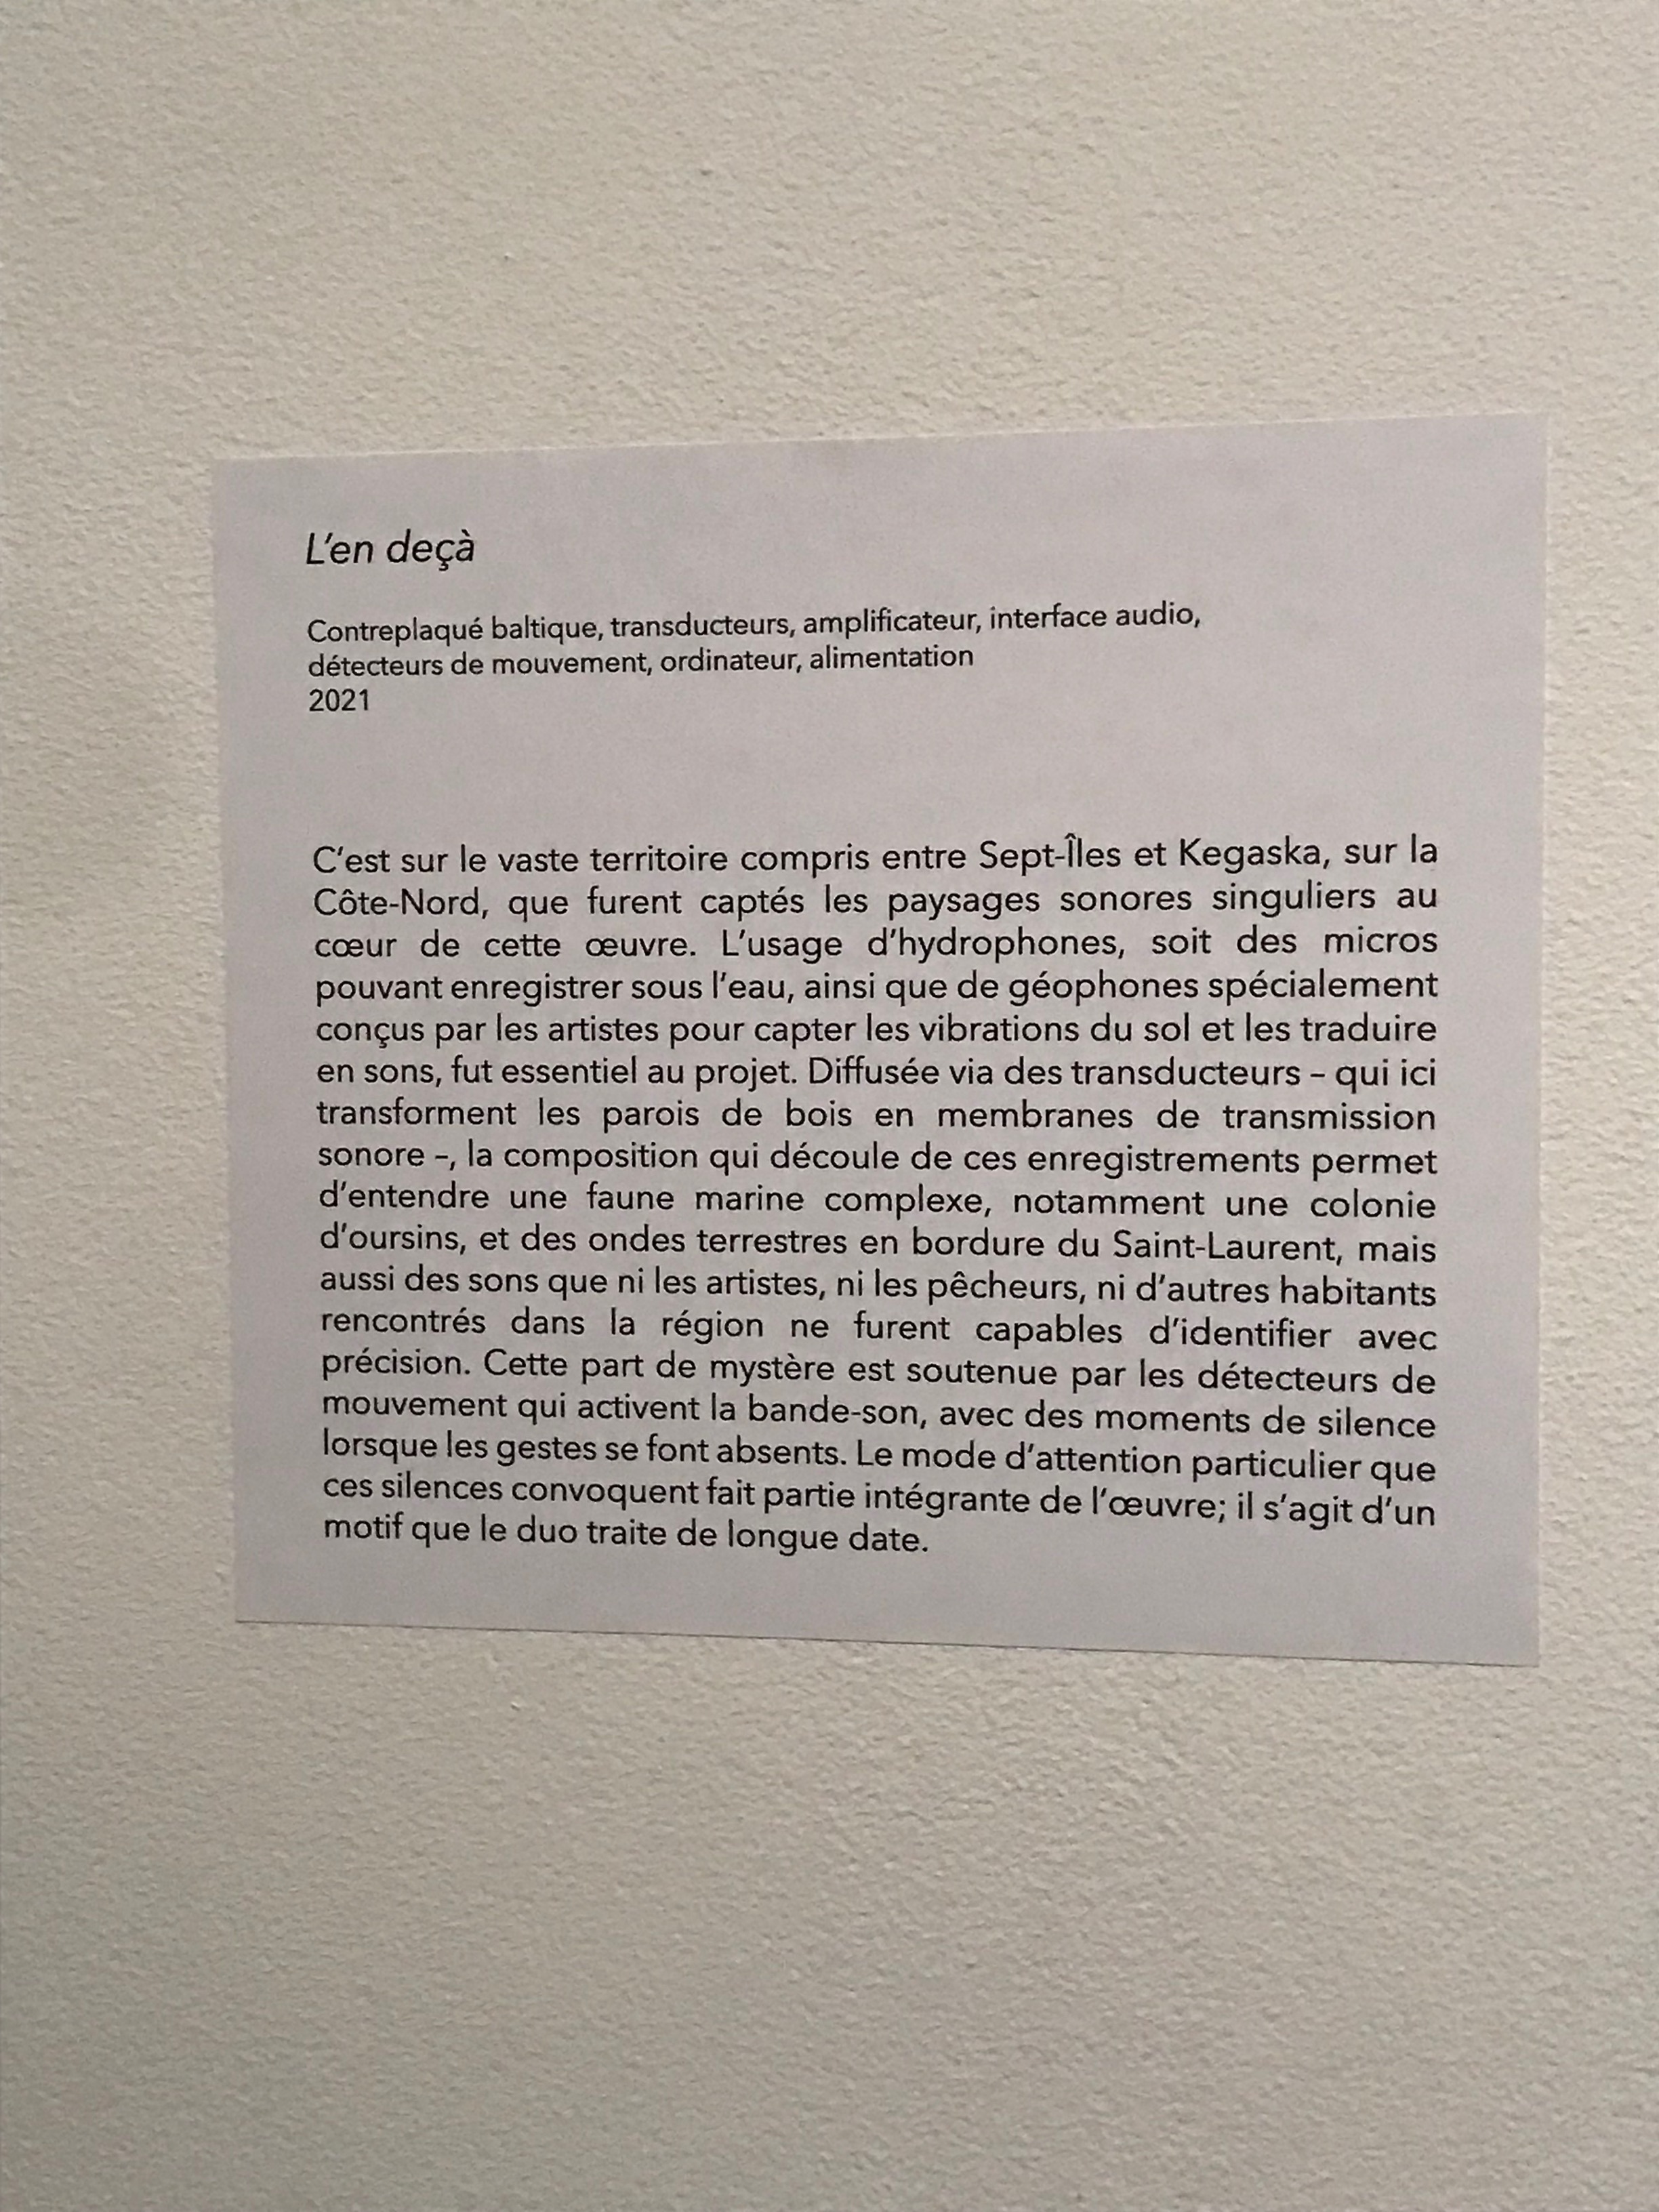 L'en deçà
Contreplaqué baltique, transducteurs, amplificateur, interface audio,
détecteurs de mouvement, ordinateur, alimentation
2021
C'est sur le vaste territoire compris entre Sept-Îles et Kegaska, sur la
Côte-Nord, que furent captés les paysages sonores singuliers au
cœur de cette œuvre. L'usage d'hydrophones, soit des micros
pouvant enregistrer sous l'eau, ainsi que de géophones spécialement
conçus par les artistes pour capter les vibrations du sol et les traduire
en sons, fut essentiel au projet. Diffusée via des transducteurs – qui ici
transforment les parois de bois en membranes de transmission
sonore –, la composition qui découle de ces enregistrements permet
d'entendre une faune marine complexe, notamment une colonie
d'oursins, et des ondes terrestres en bordure du Saint-Laurent, mais
aussi des sons que ni les artistes, ni les pêcheurs, ni d'autres habitants
rencontrés dans la région ne furent capables d'identifier avec
précision. Cette part de mystère est soutenue par les détecteurs de
mouvement qui activent la bande-son, avec des moments de silence
lorsque les gestes se font absents. Le mode d'attention particulier que
ces silences convoquent fait partie intégrante de l'œuvre; il s'agit d'un
motif que le duo traite de longue date.